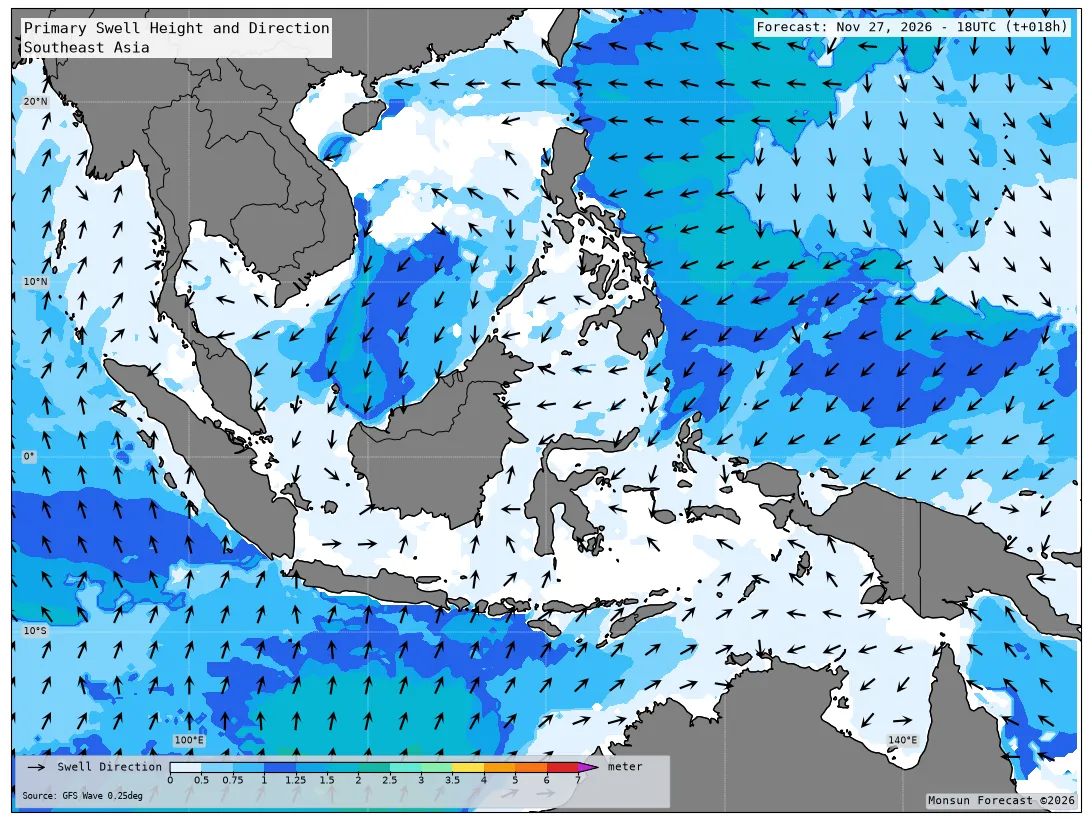 Primary Swell Height and Direction
Southeast Asia
Forecast: Nov 27, 2026 - 18UTC (t+018h)
20°N
10°N
0°
10°S
100°E
140°E
Swell Direction
0 0.5 0.75 1 1.25 1.5 2 2.5 3 3.5 4 5 6 7
meter
Source: GFS Wave 0.25deg
Monsun Forecast ©2026